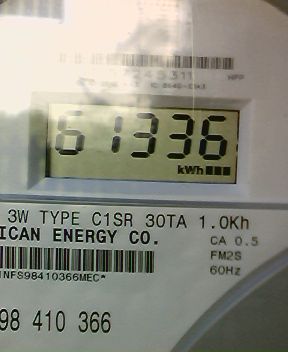 61336
kWh
3W TYPE C1SR 30TA 1.0Kh
ICAN ENERGY CO.
CA 0.5
FM2S
60Hz
INFS98410366MEC*
98 410 366